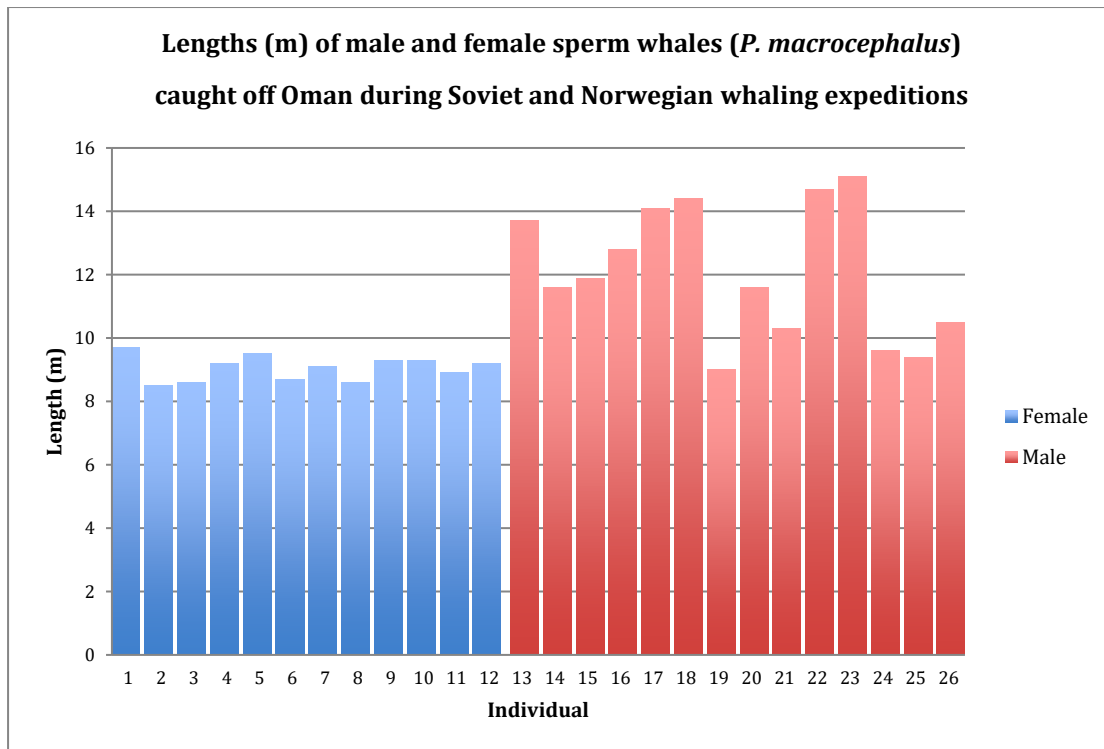 Lengths (m) of male and female sperm whales (P. macrocephalus)
caught off Oman during Soviet and Norwegian whaling expeditions
16
14
12
10
8
6
4
2
0
Length (m)
1 2 3 4 5 6 7 8 9 10 11 12 13 14 15 16 17 18 19 20 21 22 23 24 25 26
Individual
Female
Male